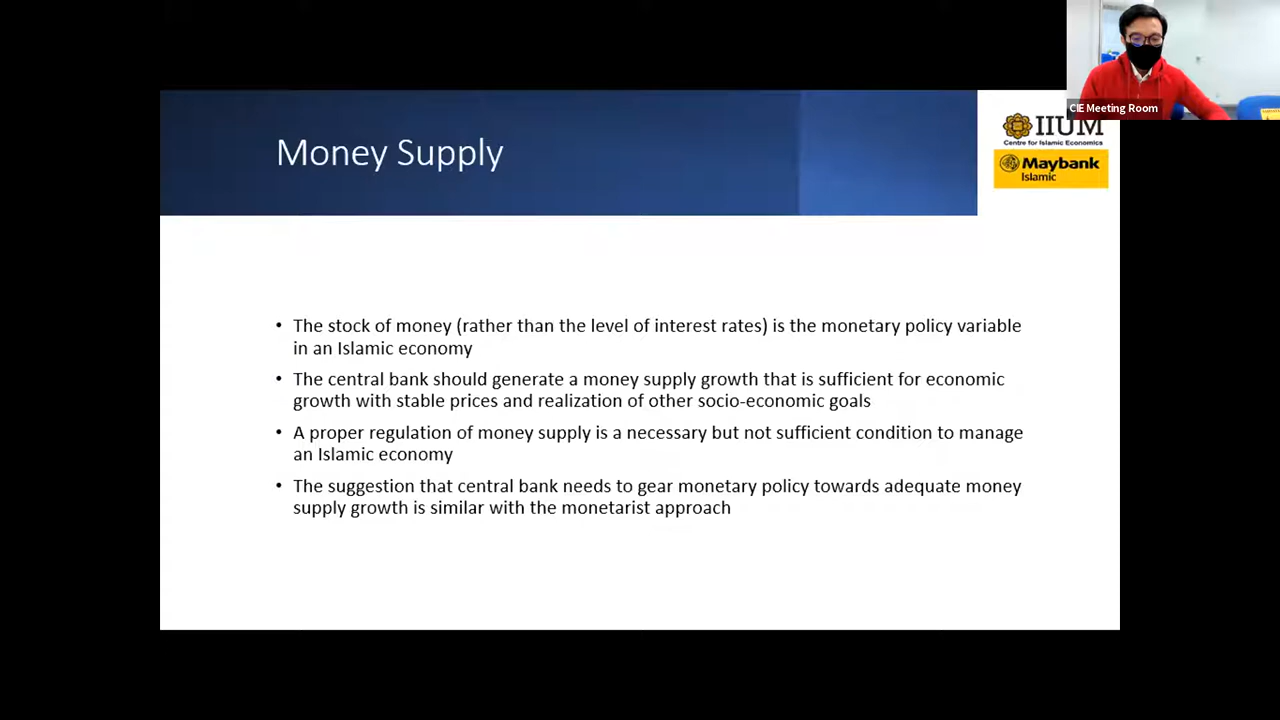 CIE Meeting Room
Money Supply
IIUM
Centre for Islamic Economics
Maybank
Islamic
• The stock of money (rather than the level of interest rates) is the monetary policy variable
in an Islamic economy
• The central bank should generate a money supply growth that is sufficient for economic
growth with stable prices and realization of other socio-economic goals
• A proper regulation of money supply is a necessary but not sufficient condition to manage
an Islamic economy
• The suggestion that central bank needs to gear monetary policy towards adequate money
supply growth is similar with the monetarist approach